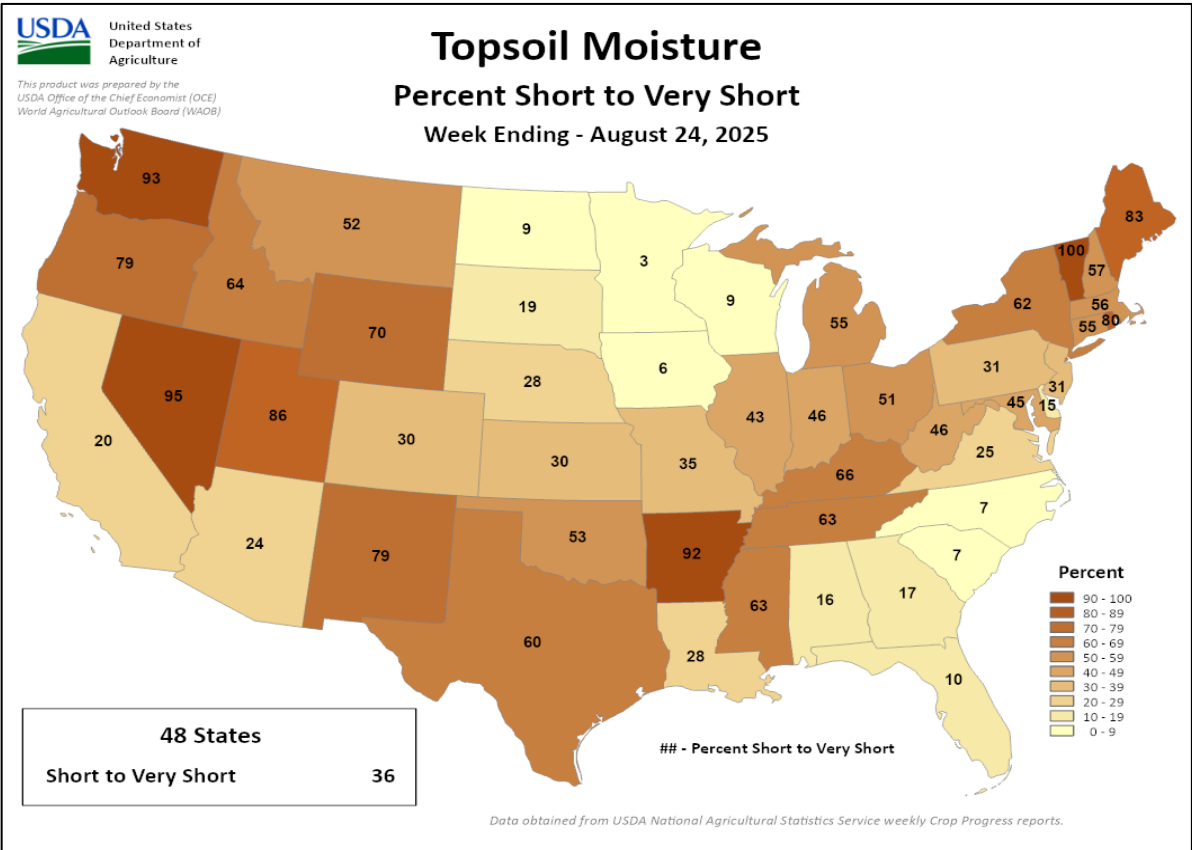 USDA
United States
Department of
Agriculture
This product was prepared by the
USDA Office of the Chief Economist (OCE)
World Agricultural Outlook Board (WAOB)
Topsoil Moisture
Percent Short to Very Short
Week Ending - August 24, 2025
93
52
9
3
83
79
64
19
9
100
57
70
62
56
55
80
55
28
6
31
31
95
86
30
30
35
43
46
51
45
15
46
25
20
66
7
24
79
53
92
63
7
63
16
17
60
28
10
Percent
90 - 100
80 - 89
70 - 79
60 - 69
50 - 59
40 - 49
30 - 39
20 - 29
10 - 19
0 - 9
48 States
Short to Very Short 36
## - Percent Short to Very Short
Data obtained from USDA National Agricultural Statistics Service weekly Crop Progress reports.